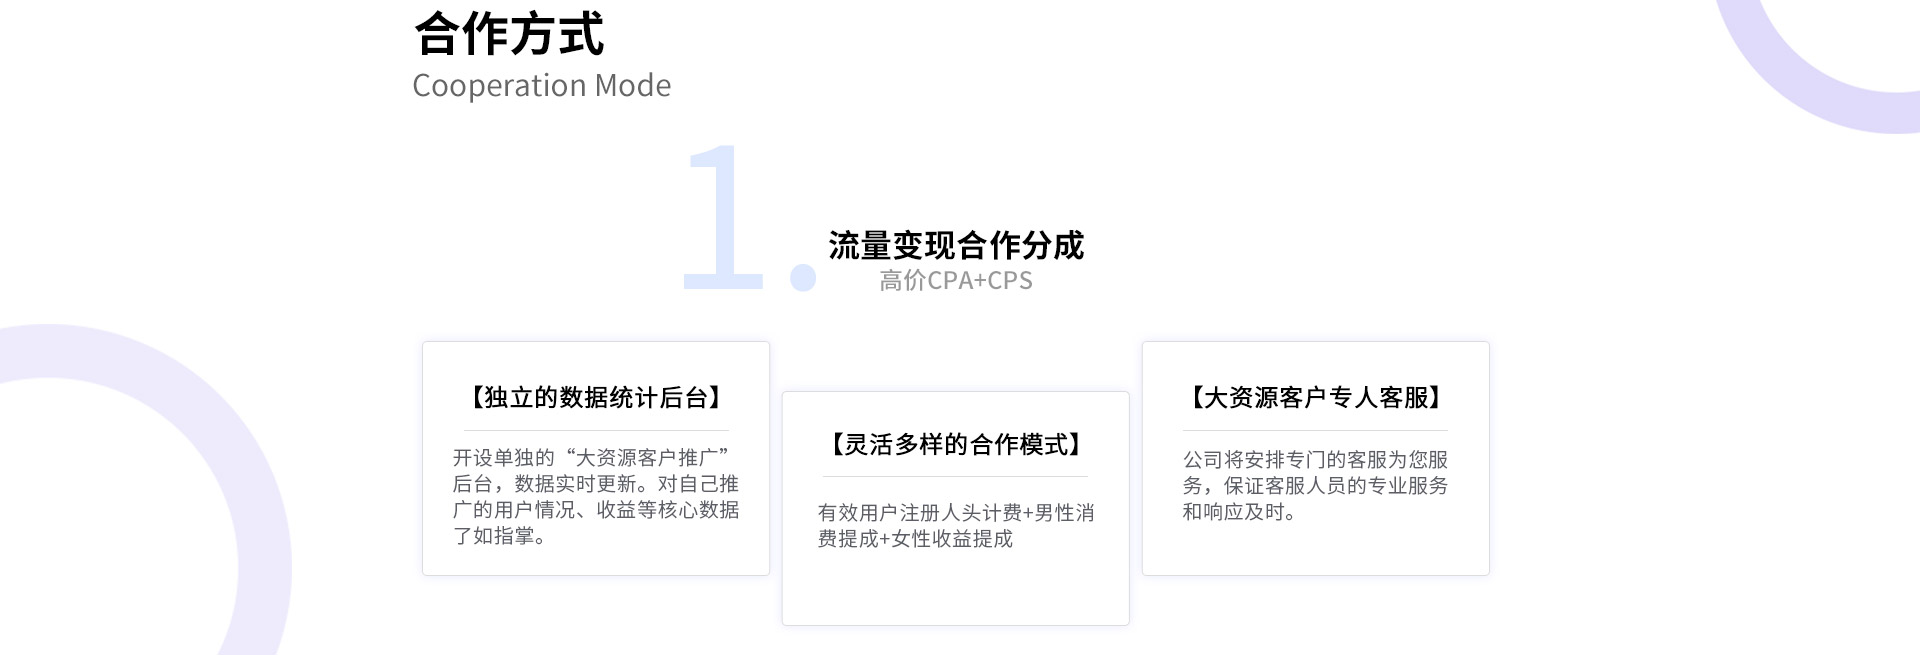 合作方式
Cooperation Mode
1.
流量变现合作分成
高价CPA+CPS
【独立的数据统计后台】
开设单独的“大资源客户推广”
后台，数据实时更新。对自己推
广的用户情况、收益等核心数据
了如指掌。
【灵活多样的合作模式】
有效用户注册人头计费+男性消
费提成+女性收益提成
【大资源客户专人客服】
公司将安排专门的客服为您服
务，保证客服人员的专业服务
和响应及时。